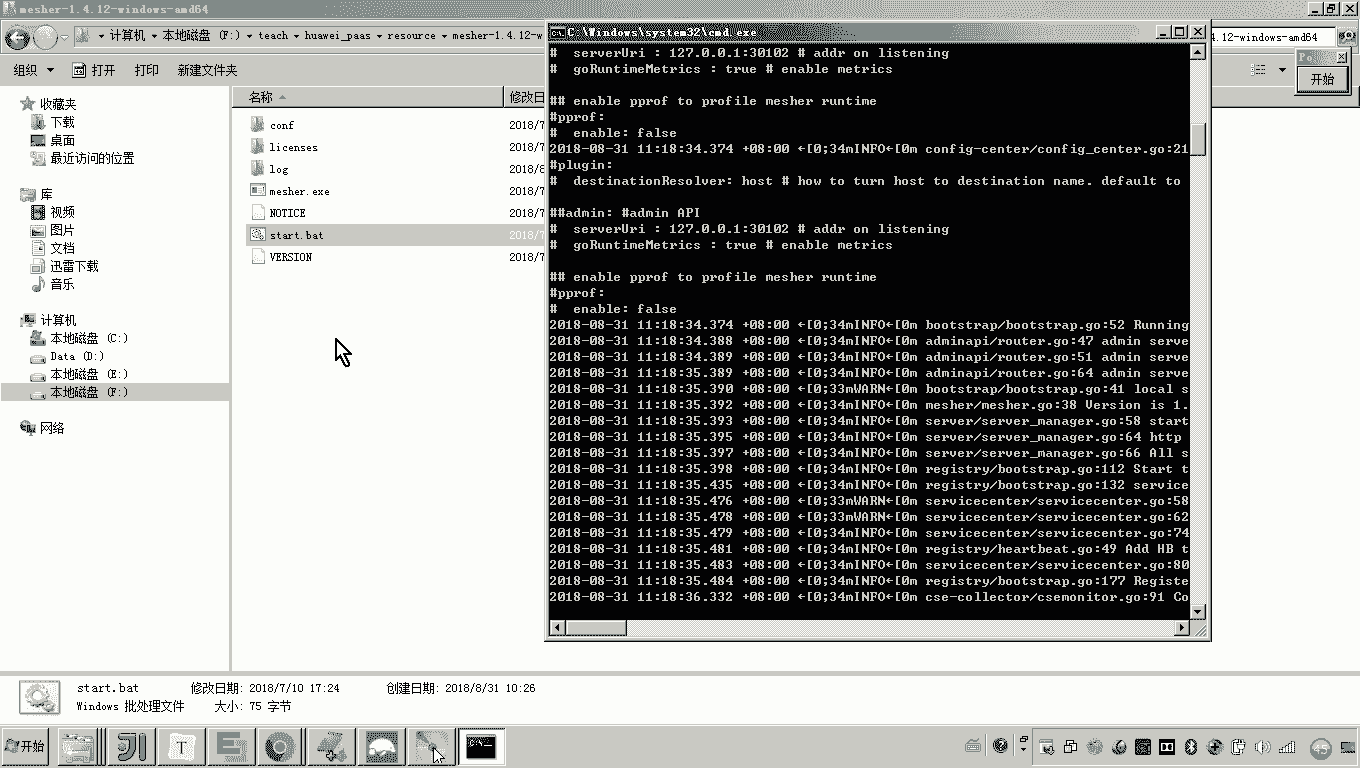 mesher-1.4.12-windows-amd64
计算机 本地磁盘 (F:) teach huawei_paas resource mesher-1.4.12-w
4.12-windows-amd64
组织 打开 打印 新建文件夹
开始
收藏夹
下载
桌面
最近访问的位置
库
视频
图片
文档
迅雷下载
音乐
计算机
本地磁盘 (C:)
Data (D:)
本地磁盘 (E:)
本地磁盘 (F:)
网络
名称 修改日
conf 2018/7
licenses 2018/7
log 2018/8
mesher.exe 2018/7
NOTICE 2018/7
start.bat 2018/7
VERSION 2018/7
C:\Windows\system32\cmd.exe
#  serverUri : 127.0.0.1:30102 # addr on listening
#  goRuntimeMetrics : true # enable metrics
## enable pprof to profile mesher runtime
#pprof:
#  enable: false
2018-08-31 11:18:34.374 +08:00 ←[0;34mINFO←[0m config-center/config_center.go:21
#plugin:
#  destinationResolver: host # how to turn host to destination name. default to
##admin: #admin API
#  serverUri : 127.0.0.1:30102 # addr on listening
#  goRuntimeMetrics : true # enable metrics
## enable pprof to profile mesher runtime
#pprof:
#  enable: false
2018-08-31 11:18:34.374 +08:00 ←[0;34mINFO←[0m bootstrap/bootstrap.go:52 Running
2018-08-31 11:18:34.388 +08:00 ←[0;34mINFO←[0m adminapi/router.go:47 admin serve
2018-08-31 11:18:34.389 +08:00 ←[0;34mINFO←[0m adminapi/router.go:51 admin serve
2018-08-31 11:18:35.389 +08:00 ←[0;34mINFO←[0m adminapi/router.go:64 admin serve
2018-08-31 11:18:35.390 +08:00 ←[0;33mWARN←[0m bootstrap/bootstrap.go:41 local s
2018-08-31 11:18:35.392 +08:00 ←[0;34mINFO←[0m mesher/mesher.go:38 Version is 1.
2018-08-31 11:18:35.393 +08:00 ←[0;34mINFO←[0m server/server_manager.go:58 start
2018-08-31 11:18:35.395 +08:00 ←[0;34mINFO←[0m server/server_manager.go:64 http
2018-08-31 11:18:35.397 +08:00 ←[0;34mINFO←[0m server/server_manager.go:66 All s
2018-08-31 11:18:35.398 +08:00 ←[0;34mINFO←[0m registry/bootstrap.go:112 Start t
2018-08-31 11:18:35.435 +08:00 ←[0;34mINFO←[0m registry/bootstrap.go:132 service
2018-08-31 11:18:35.476 +08:00 ←[0;33mWARN←[0m servicecenter/servicecenter.go:58
2018-08-31 11:18:35.478 +08:00 ←[0;33mWARN←[0m servicecenter/servicecenter.go:62
2018-08-31 11:18:35.479 +08:00 ←[0;34mINFO←[0m servicecenter/servicecenter.go:74
2018-08-31 11:18:35.481 +08:00 ←[0;34mINFO←[0m registry/heartbeat.go:49 Add HB t
2018-08-31 11:18:35.483 +08:00 ←[0;34mINFO←[0m servicecenter/servicecenter.go:80
2018-08-31 11:18:35.484 +08:00 ←[0;34mINFO←[0m registry/bootstrap.go:177 Registe
2018-08-31 11:18:36.332 +08:00 ←[0;34mINFO←[0m cse-collector/csemonitor.go:91 Co
start.bat 修改日期: 2018/7/10 17:24 创建日期: 2018/8/31 10:26
Windows 批处理文件 大小: 75 字节
开始
45